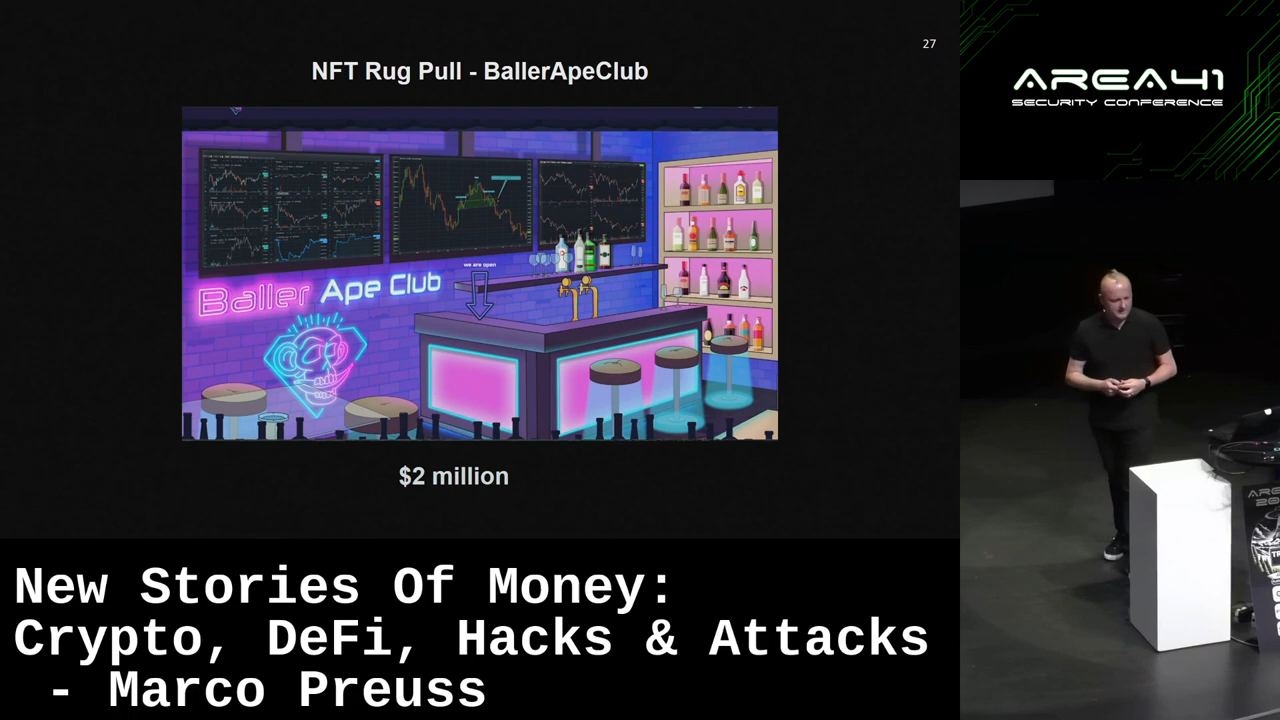 27
NFT Rug Pull - BallerApeClub
we are open
Baller Ape Club
$2 million
AREA41
SECURITY CONFERENCE
New Stories Of Money:
Crypto, DeFi, Hacks & Attacks
- Marco Preuss